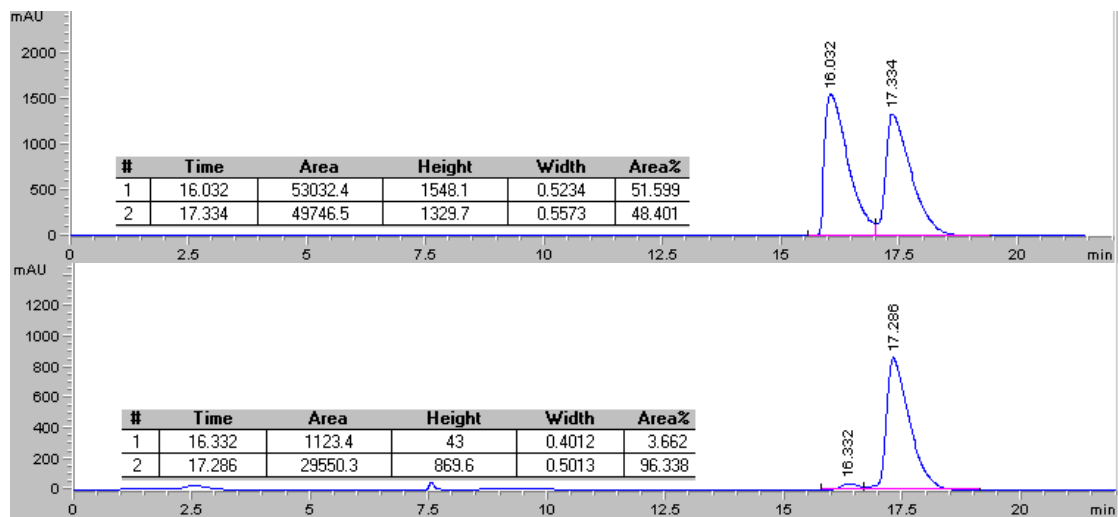 mAU
2000
1500
1000
500
0
16.032
17.334
# Time Area Height Width Area%
1 16.032 53032.4 1548.1 0.5234 51.599
2 17.334 49746.5 1329.7 0.5573 48.401
0 2.5 5 7.5 10 12.5 15 17.5 20 min
mAU
1200
1000
800
600
400
200
0
16.332
17.286
# Time Area Height Width Area%
1 16.332 1123.4 43 0.4012 3.662
2 17.286 29550.3 869.6 0.5013 96.338
0 2.5 5 7.5 10 12.5 15 17.5 20 min